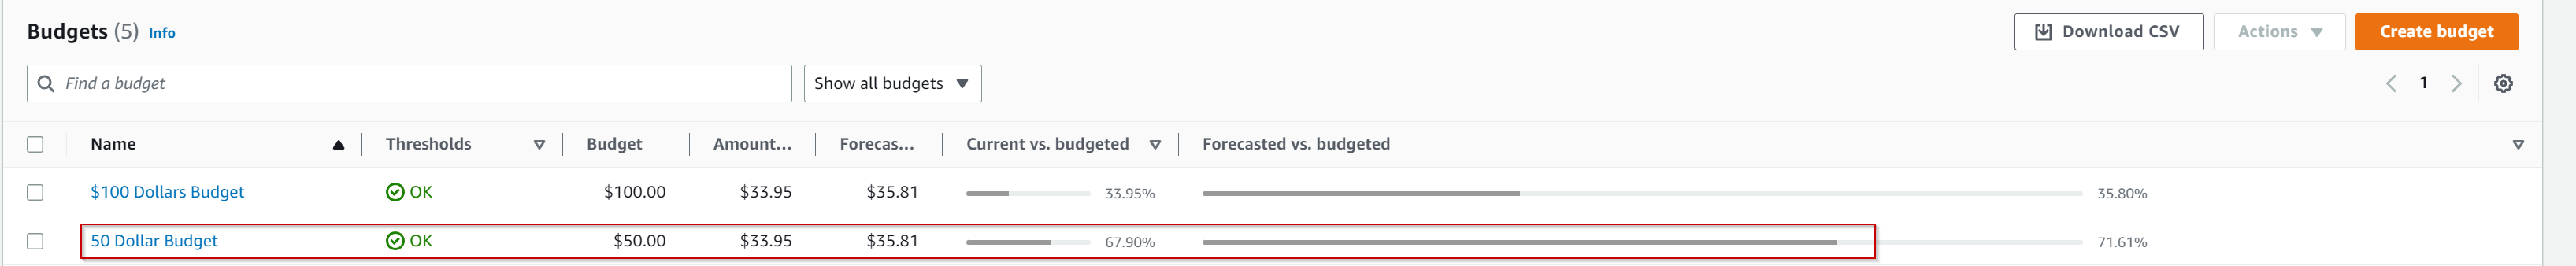 Budgets (5) Info Download CSV Actions Create budget
Find a budget Show all budgets 1
Name Thresholds Budget Amount... Forecas... Current vs. budgeted Forecasted vs. budgeted
$100 Dollars Budget OK $100.00 $33.95 $35.81 33.95% 35.80%
50 Dollar Budget OK $50.00 $33.95 $35.81 67.90% 71.61%